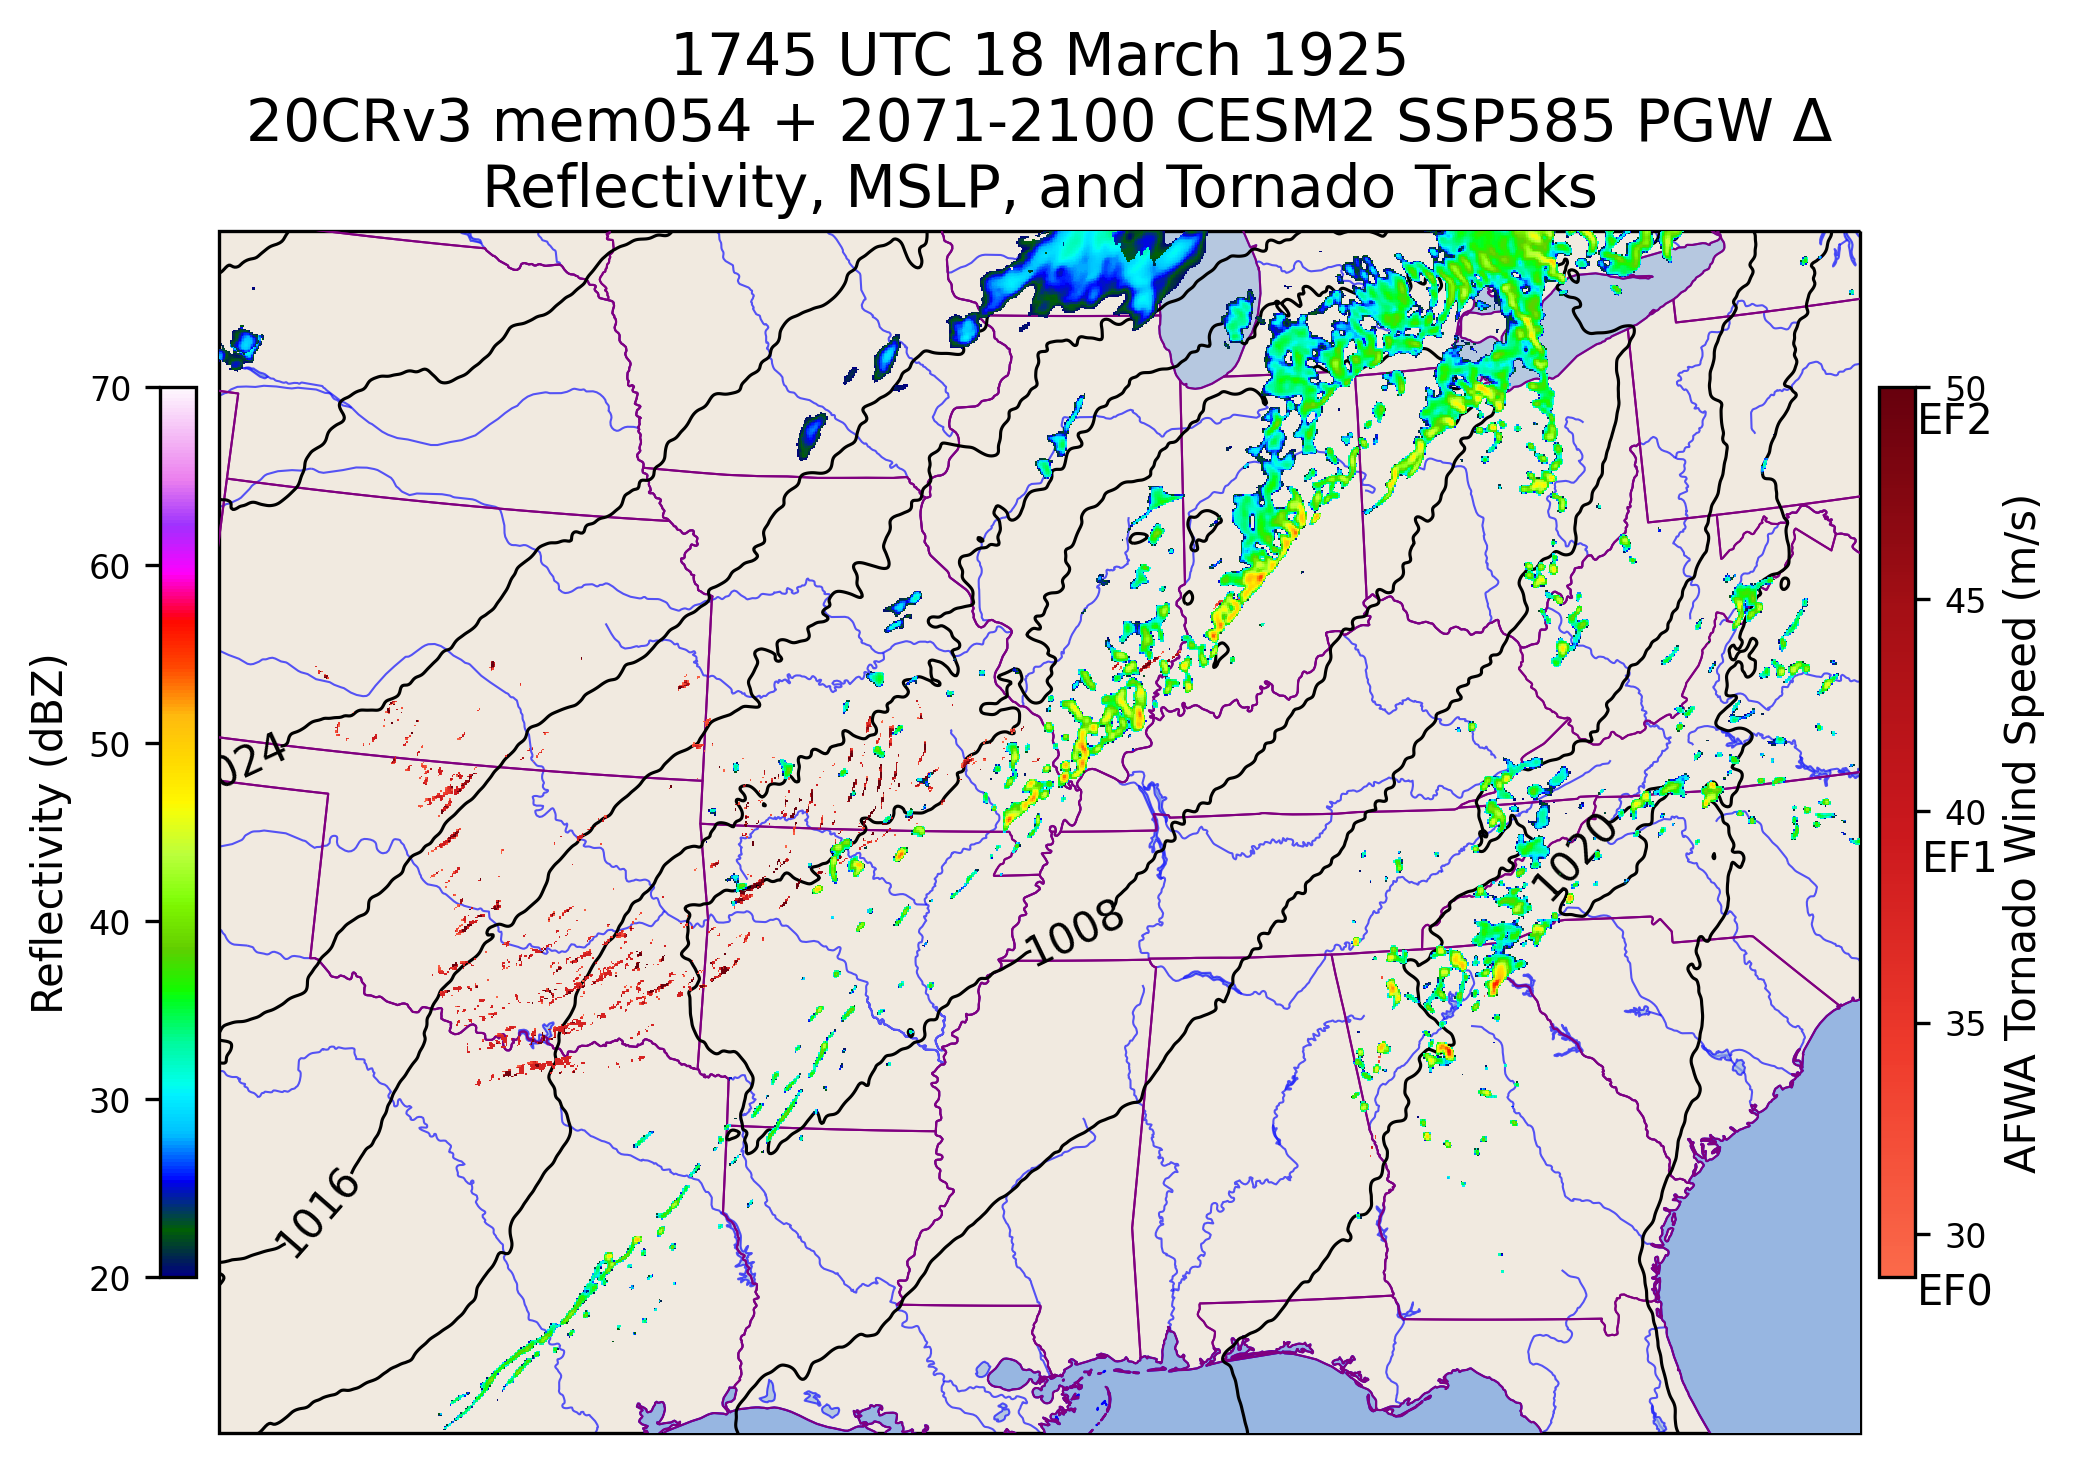 1745 UTC 18 March 1925
20CRv3 mem054 + 2071-2100 CESM2 SSP585 PGW Δ
Reflectivity, MSLP, and Tornado Tracks
70
60
50
40
30
20
Reflectivity (dBZ)
024
1016
1008
1020
50
EF2
45
40
EF1
35
30
EF0
AFWA Tornado Wind Speed (m/s)